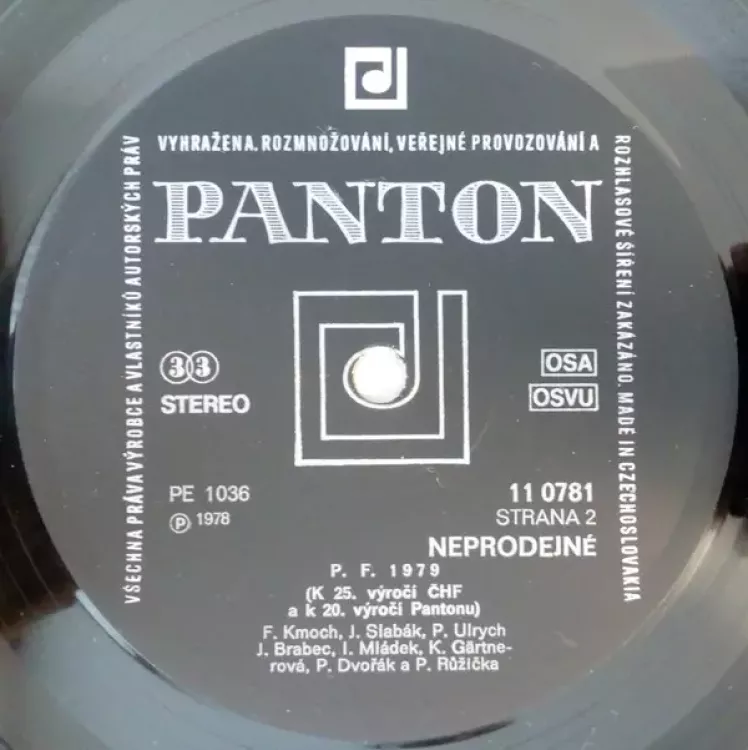 VŠECHNA PRÁVA VÝROBCE A VLASTNÍKŮ AUTORSKÝCH PRÁV
VYHRAŽENA. ROZMNOŽOVÁNÍ, VEŘEJNÉ PROVOZOVÁNÍ A
ROZHLASOVÉ ŠÍŘENÍ ZAKÁZÁNO. MADE IN CZECHOSLOVAKIA
PANTON
33
STEREO
OSA
OSVU
PE 1036
Ⓟ 1978
11 0781
STRANA 2
NEPRODEJNÉ
P. F. 1979
(K 25. výročí ČHF
a k 20. výročí Pantonu)
F. Kmoch, J. Slabák, P. Ulrych
J. Brabec, I. Mládek, K. Gärtne-
rová, P. Dvořák a P. Růžička